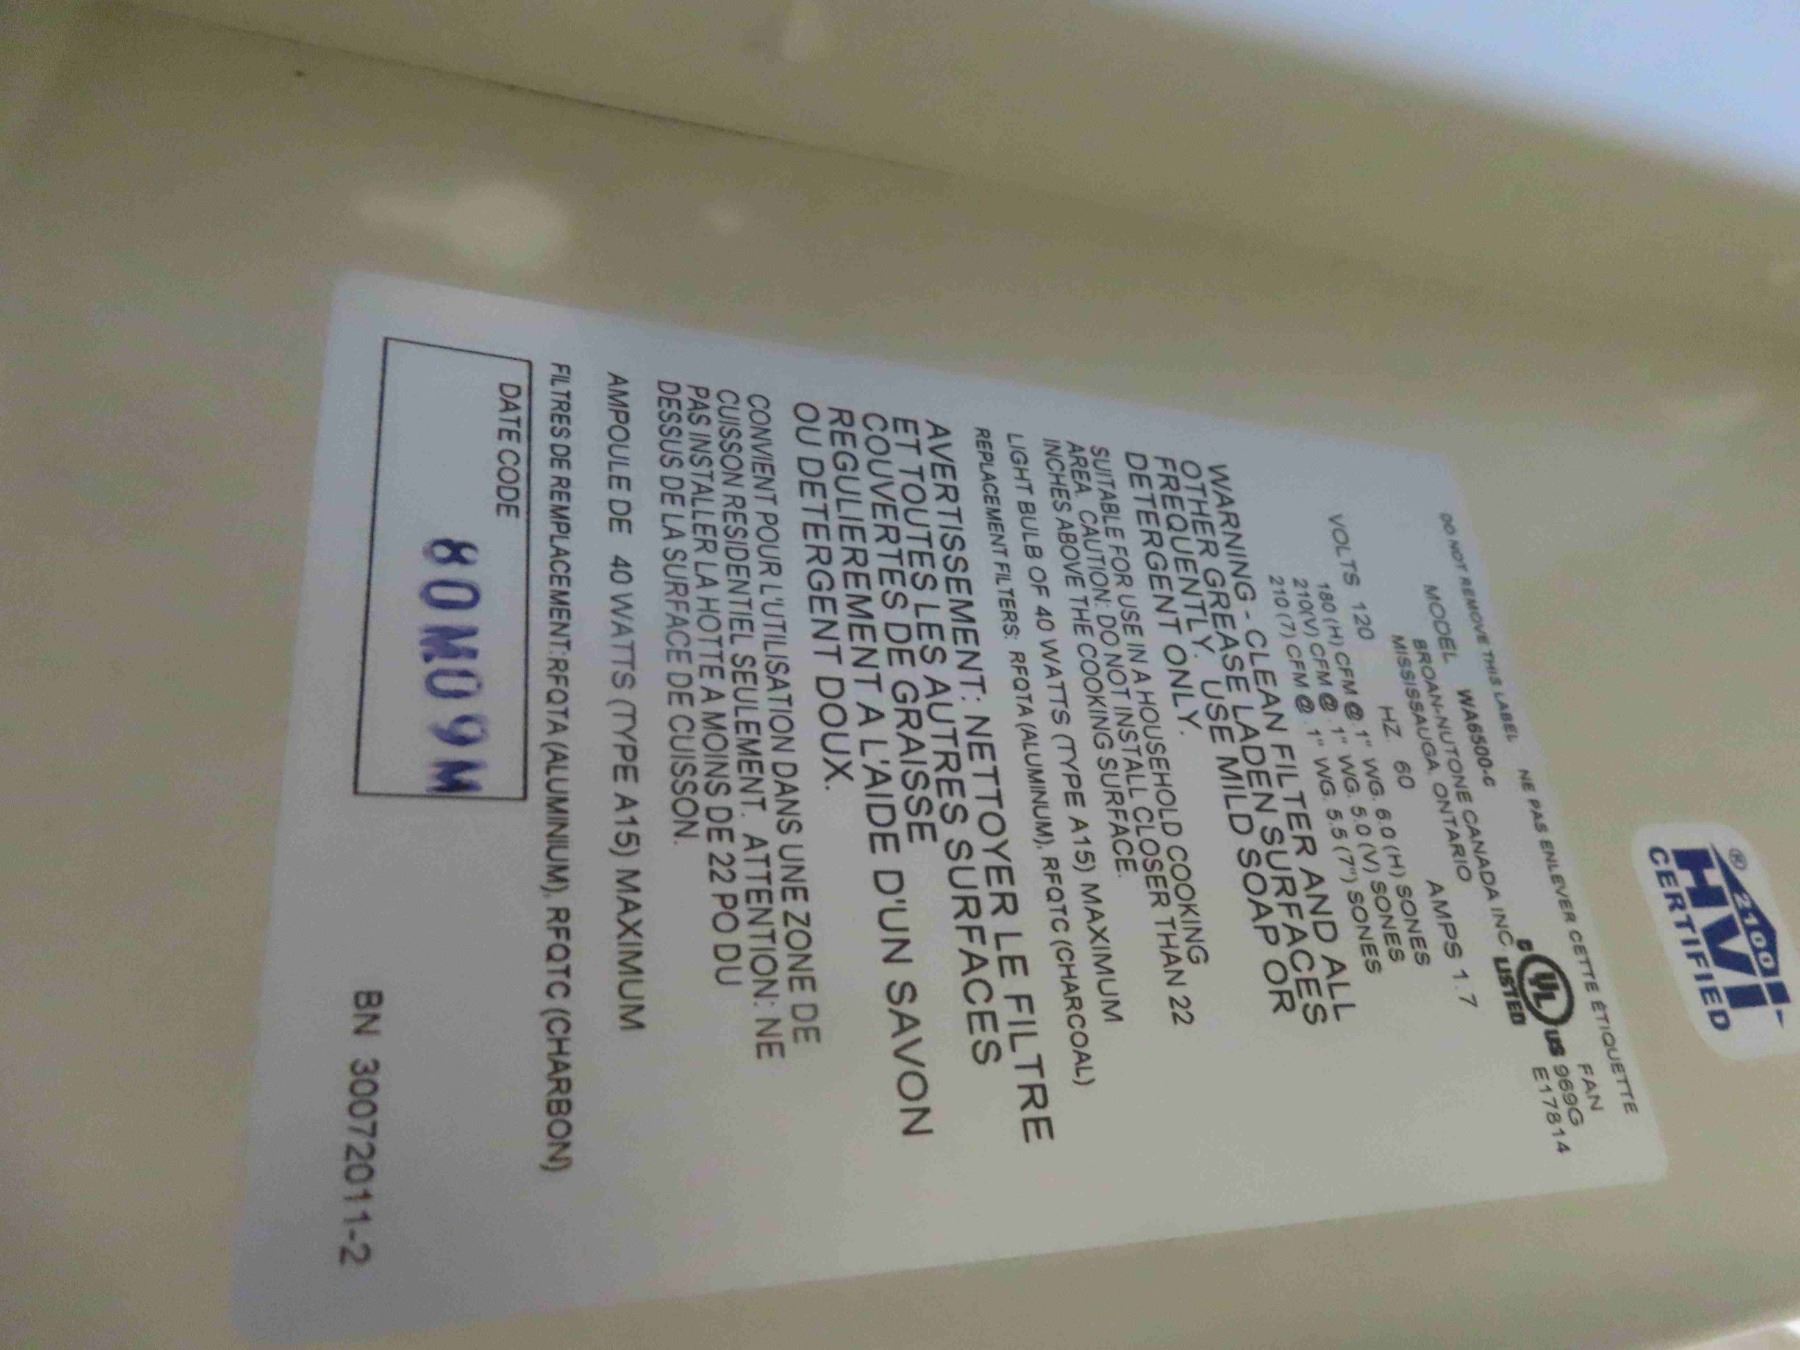 DO NOT REMOVE THIS LABEL NE PAS ENLEVER CETTE ÉTIQUETTE
MODEL WA6500-C
BROAN-NUTONE CANADA INC
MISSISSAUGA, ONTARIO
C UL US LISTED
FAN
969G
E17814
VOLTS 120 HZ 60 AMPS 1.7
180 (H) CFM @ .1" WG. 6.0 (H) SONES
210(V) CFM @ .1" WG. 5.0 (V) SONES
210 (7) CFM @ .1" WG. 5.5 (7") SONES
WARNING - CLEAN FILTER AND ALL
OTHER GREASE LADEN SURFACES
FREQUENTLY. USE MILD SOAP OR
DETERGENT ONLY.
SUITABLE FOR USE IN A HOUSEHOLD COOKING
AREA. CAUTION: DO NOT INSTALL CLOSER THAN 22
INCHES ABOVE THE COOKING SURFACE.
LIGHT BULB OF 40 WATTS (TYPE A15) MAXIMUM
REPLACEMENT FILTERS: RFQTA (ALUMINUM), RFQTC (CHARCOAL)
AVERTISSEMENT: NETTOYER LE FILTRE
ET TOUTES LES AUTRES SURFACES
COUVERTES DE GRAISSE
REGULIEREMENT A L'AIDE D'UN SAVON
OU DETERGENT DOUX.
CONVIENT POUR L'UTILISATION DANS UNE ZONE DE
CUISSON RESIDENTIEL SEULEMENT. ATTENTION: NE
PAS INSTALLER LA HOTTE A MOINS DE 22 PO DU
DESSUS DE LA SURFACE DE CUISSON.
AMPOULE DE 40 WATTS (TYPE A15) MAXIMUM
FILTRES DE REMPLACEMENT:RFQTA (ALUMINIUM), RFQTC (CHARBON)
DATE CODE
80M09M
BN 30072011-2
2100
HVI
®
CERTIFIED